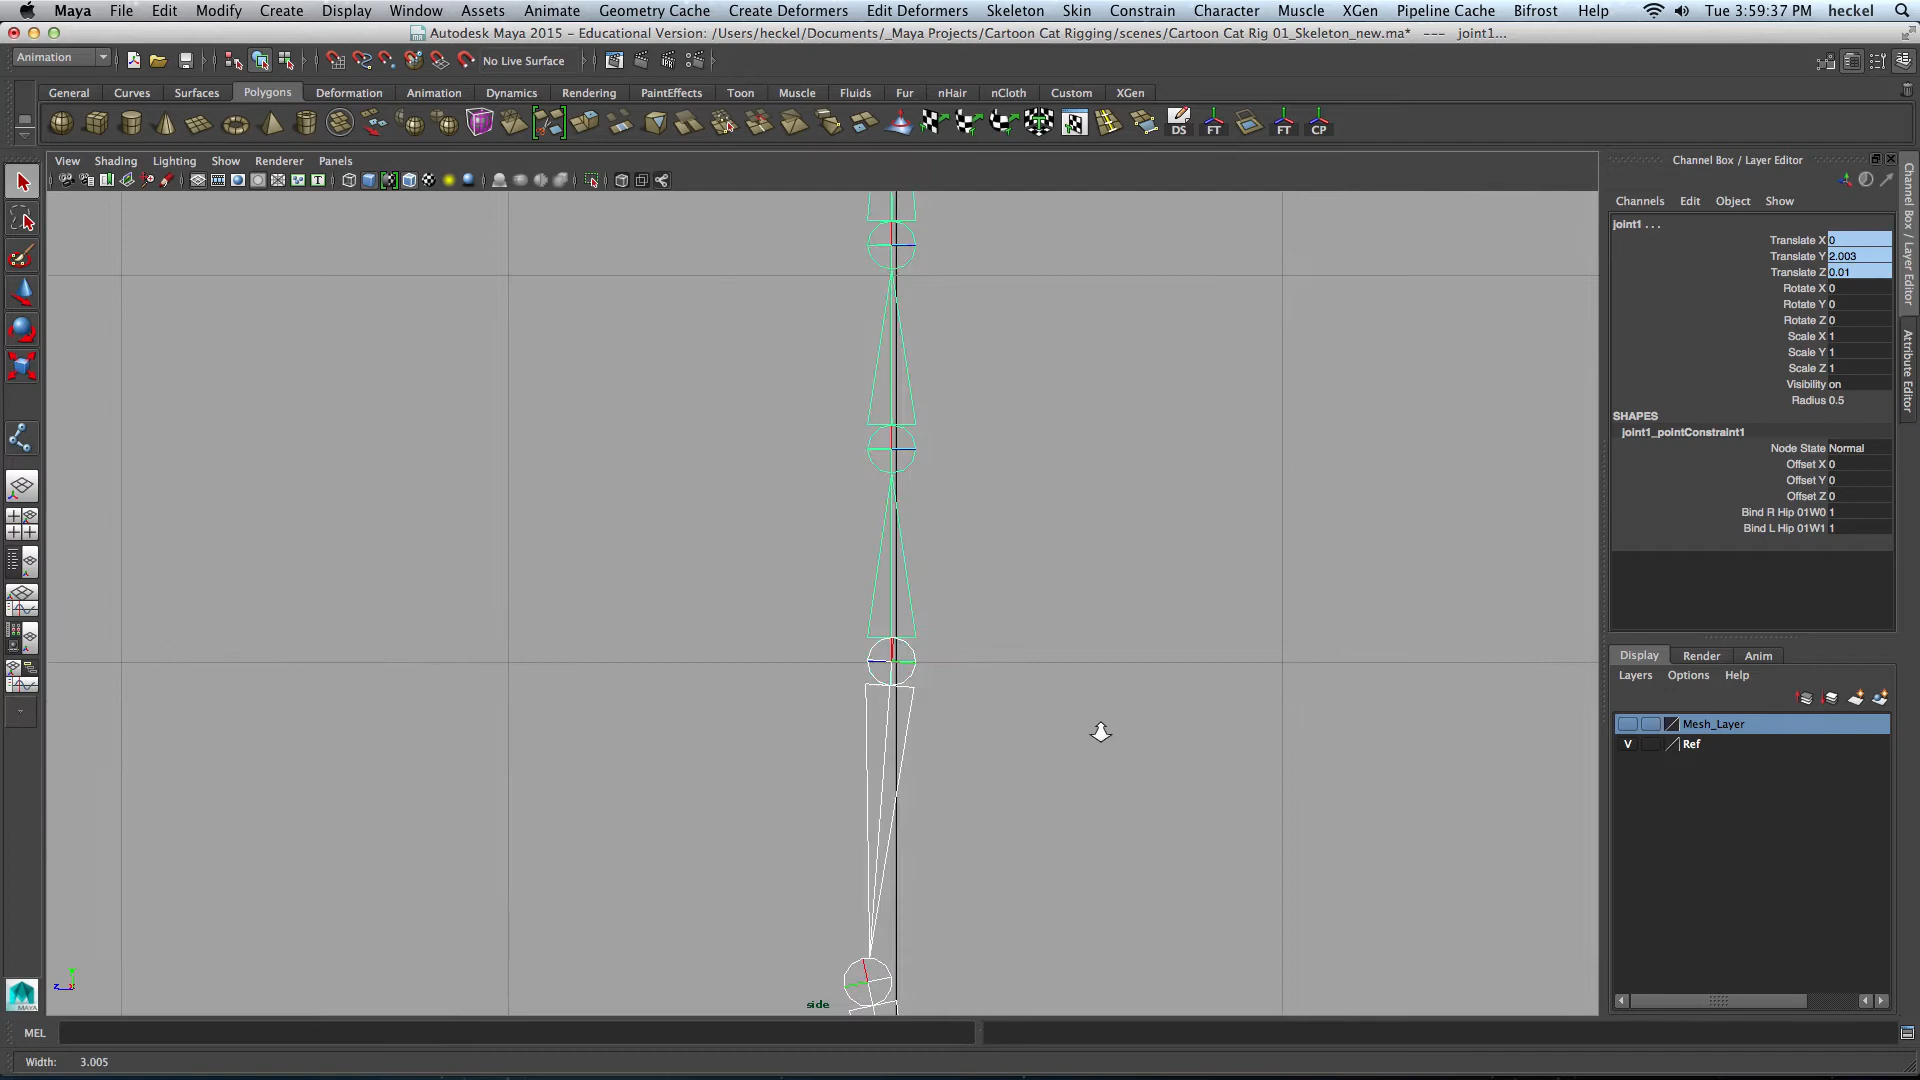 Maya File Edit Modify Create Display Window Assets Animate Geometry Cache Create Deformers Edit Deformers Skeleton Skin Constrain Character Muscle XGen Pipeline Cache Bifrost Help Tue 3:59:37 PM heckel
Autodesk Maya 2015 - Educational Version: /Users/heckel/Documents/_Maya Projects/Cartoon Cat Rigging/scenes/Cartoon Cat Rig 01_Skeleton_new.ma* --- joint1...
Animation No Live Surface
General Curves Surfaces Polygons Deformation Animation Dynamics Rendering PaintEffects Toon Muscle Fluids Fur nHair nCloth Custom XGen
DS FT FT CP
View Shading Lighting Show Renderer Panels
Channel Box / Layer Editor
Channels Edit Object Show
joint1 . . .
Translate X 0
Translate Y 2.003
Translate Z 0.01
Rotate X 0
Rotate Y 0
Rotate Z 0
Scale X 1
Scale Y 1
Scale Z 1
Visibility on
Radius 0.5
SHAPES
joint1_pointConstraint1
Node State Normal
Offset X 0
Offset Y 0
Offset Z 0
Bind R Hip 01W0 1
Bind L Hip 01W1 1
Channel Box / Layer Editor
Attribute Editor
Display Render Anim
Layers Options Help
Mesh_Layer
V Ref
z
side
MAYA
MEL
Width: 3.005